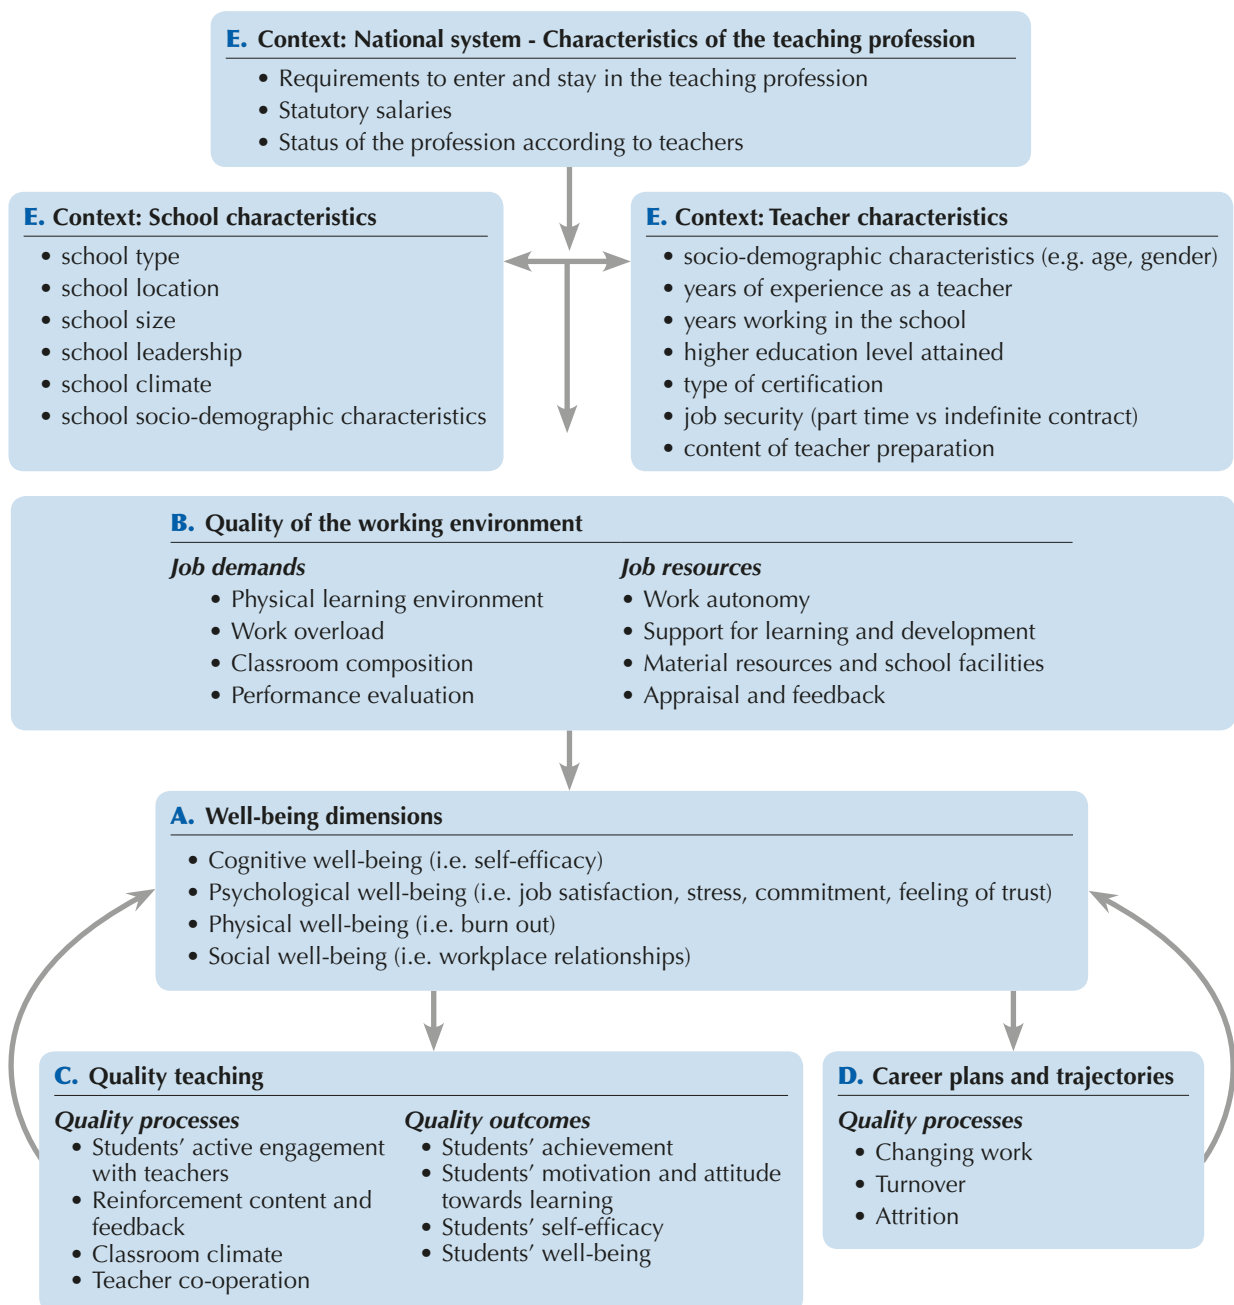 E. Context: National system - Characteristics of the teaching profession
• Requirements to enter and stay in the teaching profession
• Statutory salaries
• Status of the profession according to teachers
E. Context: School characteristics
• school type
• school location
• school size
• school leadership
• school climate
• school socio-demographic characteristics
E. Context: Teacher characteristics
• socio-demographic characteristics (e.g. age, gender)
• years of experience as a teacher
• years working in the school
• higher education level attained
• type of certification
• job security (part time vs indefinite contract)
• content of teacher preparation
B. Quality of the working environment
Job demands
• Physical learning environment
• Work overload
• Classroom composition
• Performance evaluation
Job resources
• Work autonomy
• Support for learning and development
• Material resources and school facilities
• Appraisal and feedback
A. Well-being dimensions
• Cognitive well-being (i.e. self-efficacy)
• Psychological well-being (i.e. job satisfaction, stress, commitment, feeling of trust)
• Physical well-being (i.e. burn out)
• Social well-being (i.e. workplace relationships)
C. Quality teaching
Quality processes
• Students’ active engagement
with teachers
• Reinforcement content and
feedback
• Classroom climate
• Teacher co-operation
Quality outcomes
• Students’ achievement
• Students’ motivation and attitude
towards learning
• Students’ self-efficacy
• Students’ well-being
D. Career plans and trajectories
Quality processes
• Changing work
• Turnover
• Attrition